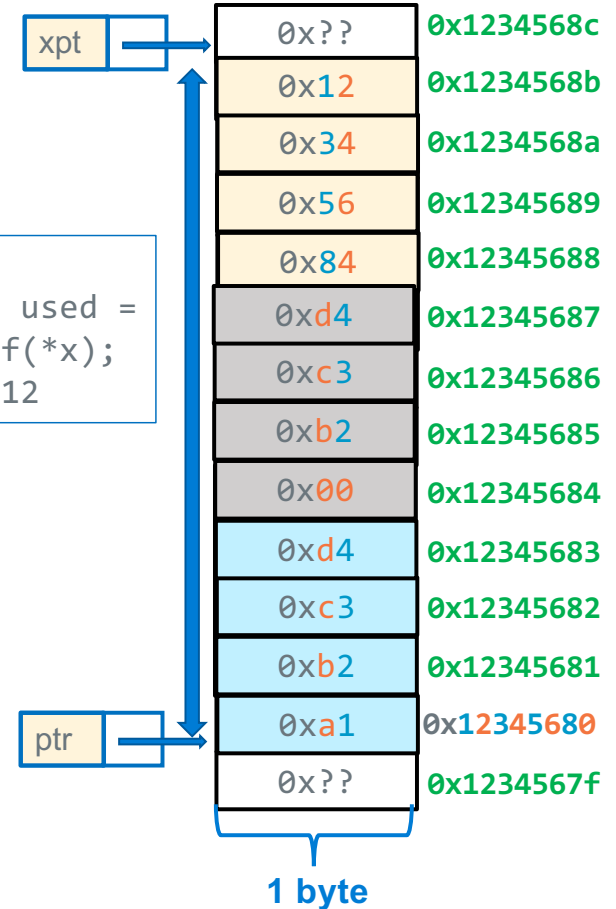 xpt
0x?? 0x1234568c
0x12 0x1234568b
0x34 0x1234568a
0x56 0x12345689
0x84 0x12345688
used =
f(*x);
12
0xd4 0x12345687
0xc3 0x12345686
0xb2 0x12345685
0x00 0x12345684
0xd4 0x12345683
0xc3 0x12345682
0xb2 0x12345681
ptr
0xa1 0x12345680
0x?? 0x1234567f
1 byte